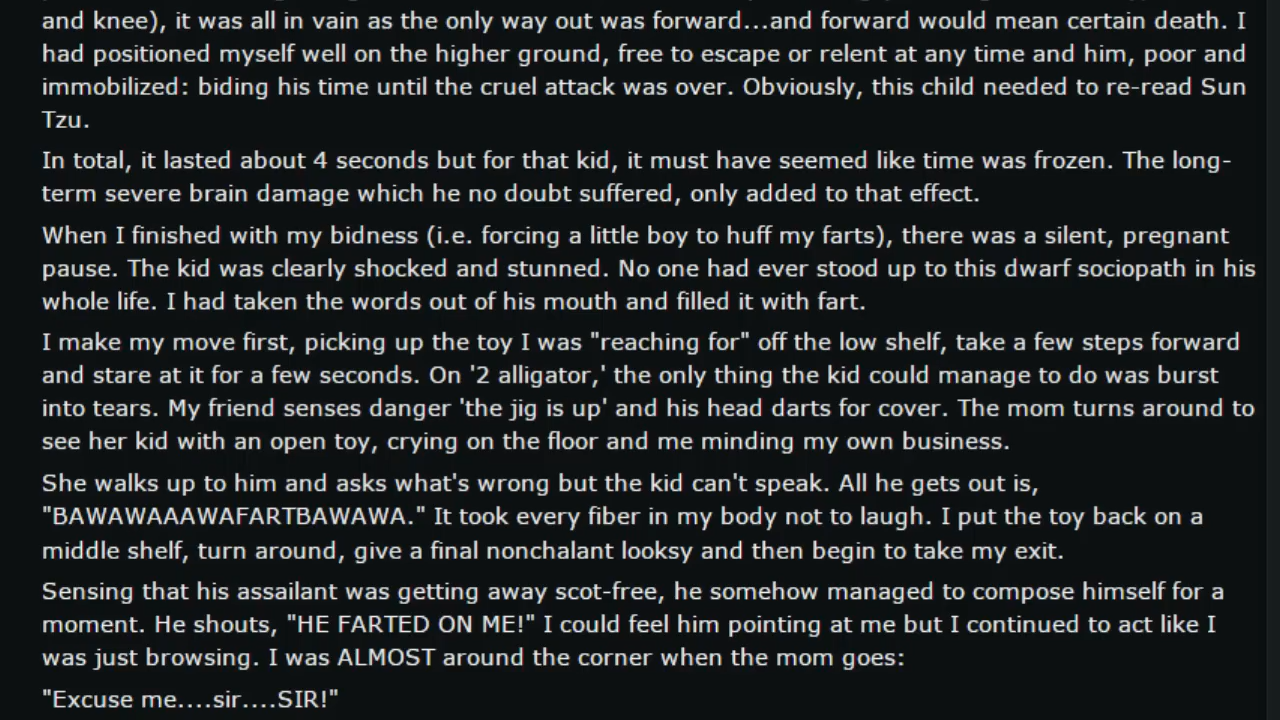 and knee), it was all in vain as the only way out was forward...and forward would mean certain death. I
had positioned myself well on the higher ground, free to escape or relent at any time and him, poor and
immobilized: biding his time until the cruel attack was over. Obviously, this child needed to re-read Sun
Tzu.
In total, it lasted about 4 seconds but for that kid, it must have seemed like time was frozen. The long-
term severe brain damage which he no doubt suffered, only added to that effect.
When I finished with my bidness (i.e. forcing a little boy to huff my farts), there was a silent, pregnant
pause. The kid was clearly shocked and stunned. No one had ever stood up to this dwarf sociopath in his
whole life. I had taken the words out of his mouth and filled it with fart.
I make my move first, picking up the toy I was "reaching for" off the low shelf, take a few steps forward
and stare at it for a few seconds. On '2 alligator,' the only thing the kid could manage to do was burst
into tears. My friend senses danger 'the jig is up' and his head darts for cover. The mom turns around to
see her kid with an open toy, crying on the floor and me minding my own business.
She walks up to him and asks what's wrong but the kid can't speak. All he gets out is,
"BAWAWAAAWAFARTBAWAWA." It took every fiber in my body not to laugh. I put the toy back on a
middle shelf, turn around, give a final nonchalant looksy and then begin to take my exit.
Sensing that his assailant was getting away scot-free, he somehow managed to compose himself for a
moment. He shouts, "HE FARTED ON ME!" I could feel him pointing at me but I continued to act like I
was just browsing. I was ALMOST around the corner when the mom goes:
"Excuse me....sir....SIR!"